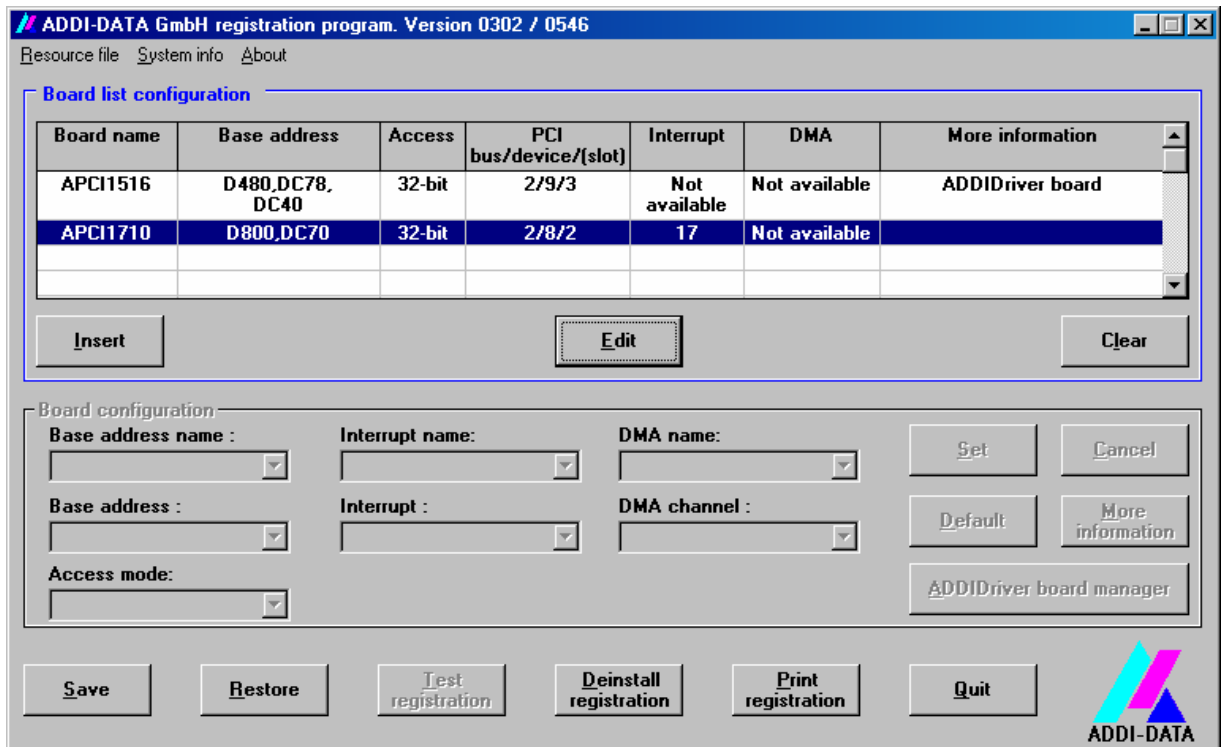 ADDI-DATA GmbH registration program. Version 0302 / 0546
Resource file System info About
Board list configuration
Board name Base address Access PCI bus/device/(slot) Interrupt DMA More information
APCI1516 D480,DC78, DC40 32-bit 2/9/3 Not available Not available ADDIDriver board
APCI1710 D800,DC70 32-bit 2/8/2 17 Not available
Insert Edit Clear
Board configuration
Base address name : Interrupt name: DMA name:
Set Cancel
Base address : Interrupt : DMA channel :
Default More information
Access mode:
ADDIDriver board manager
Save Restore Test registration Deinstall registration Print registration Quit
ADDI-DATA